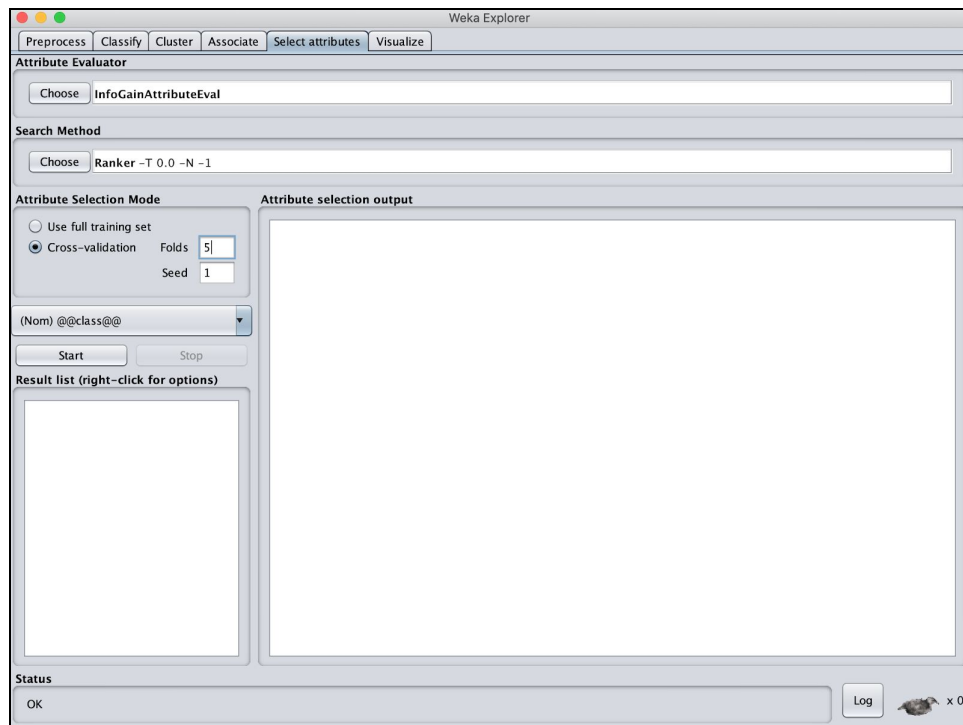 Weka Explorer
Preprocess Classify Cluster Associate Select attributes Visualize
Attribute Evaluator
Choose InfoGainAttributeEval
Search Method
Choose Ranker -T 0.0 -N -1
Attribute Selection Mode
Use full training set
Cross-validation Folds 5
Seed 1
(Nom) @@class@@
Start Stop
Result list (right-click for options)
Attribute selection output
Status
OK
Log x 0